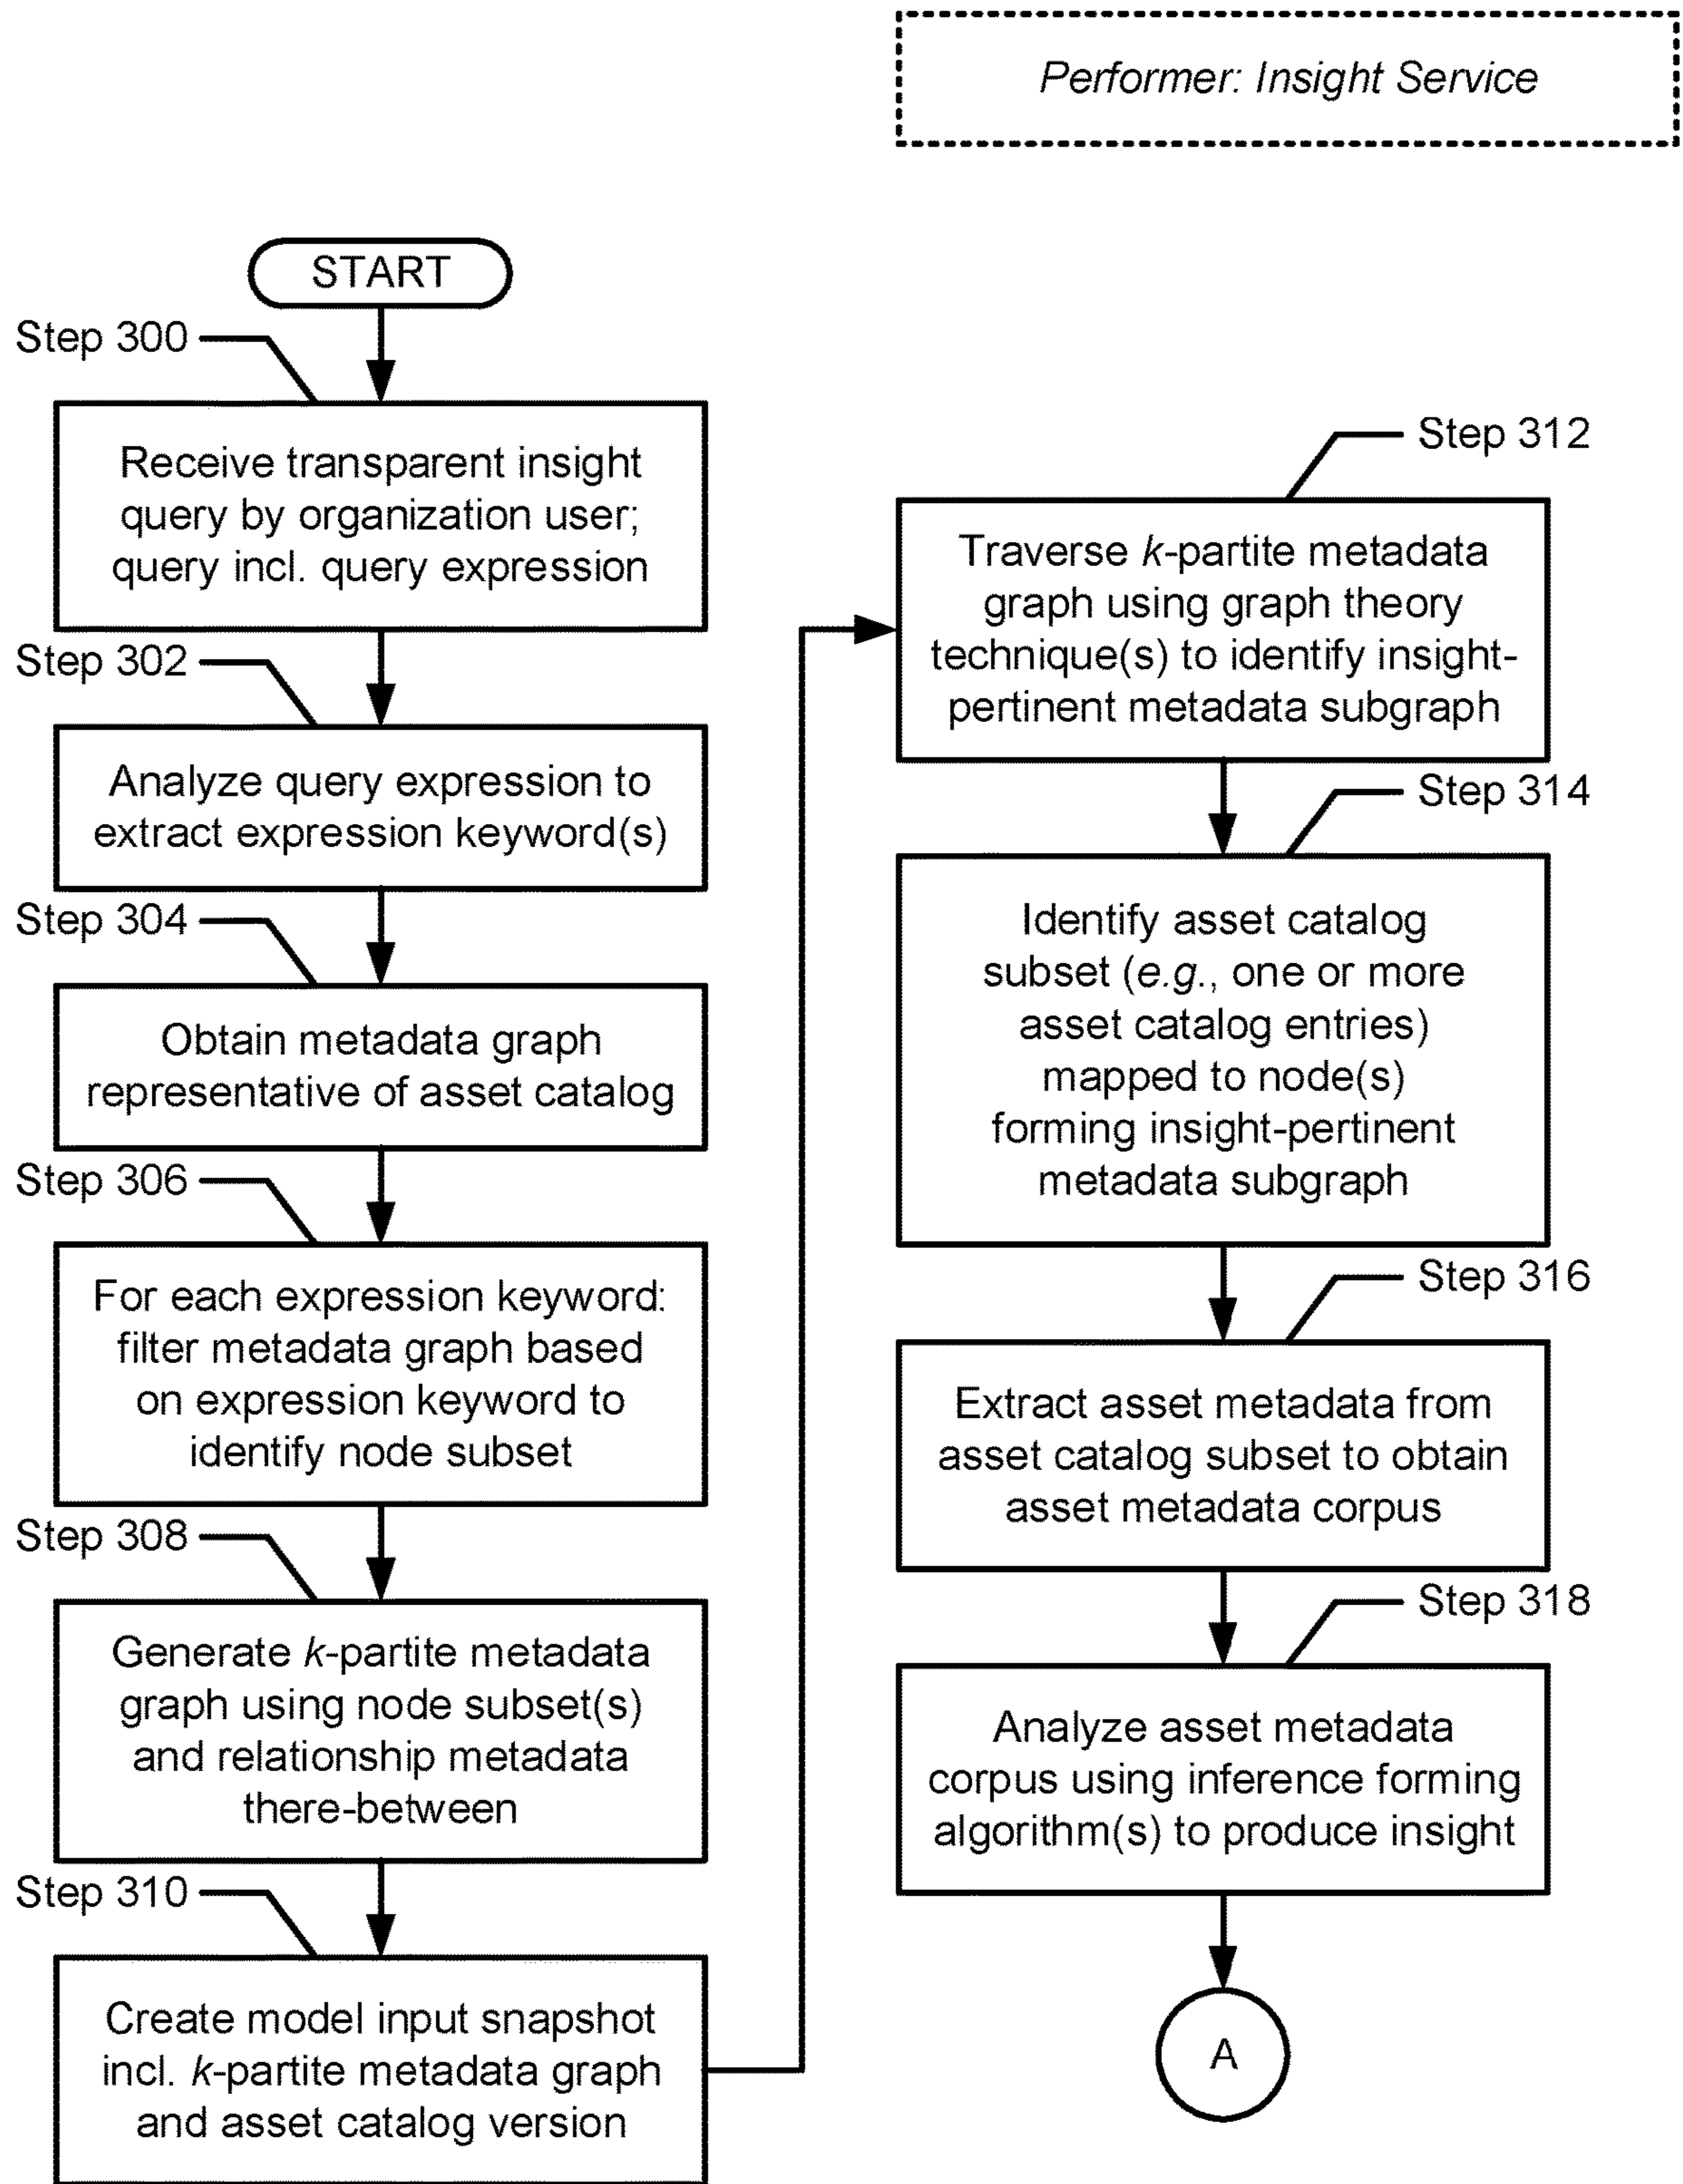 Performer: Insight Service
START
Step 300
Receive transparent insight
query by organization user;
query incl. query expression
Step 302
Analyze query expression to
extract expression keyword(s)
Step 304
Obtain metadata graph
representative of asset catalog
Step 306
For each expression keyword:
filter metadata graph based
on expression keyword to
identify node subset
Step 308
Generate k-partite metadata
graph using node subset(s)
and relationship metadata
there-between
Step 310
Create model input snapshot
incl. k-partite metadata graph
and asset catalog version
Step 312
Traverse k-partite metadata
graph using graph theory
technique(s) to identify insight-
pertinent metadata subgraph
Step 314
Identify asset catalog
subset (e.g., one or more
asset catalog entries)
mapped to node(s)
forming insight-pertinent
metadata subgraph
Step 316
Extract asset metadata from
asset catalog subset to obtain
asset metadata corpus
Step 318
Analyze asset metadata
corpus using inference forming
algorithm(s) to produce insight
A